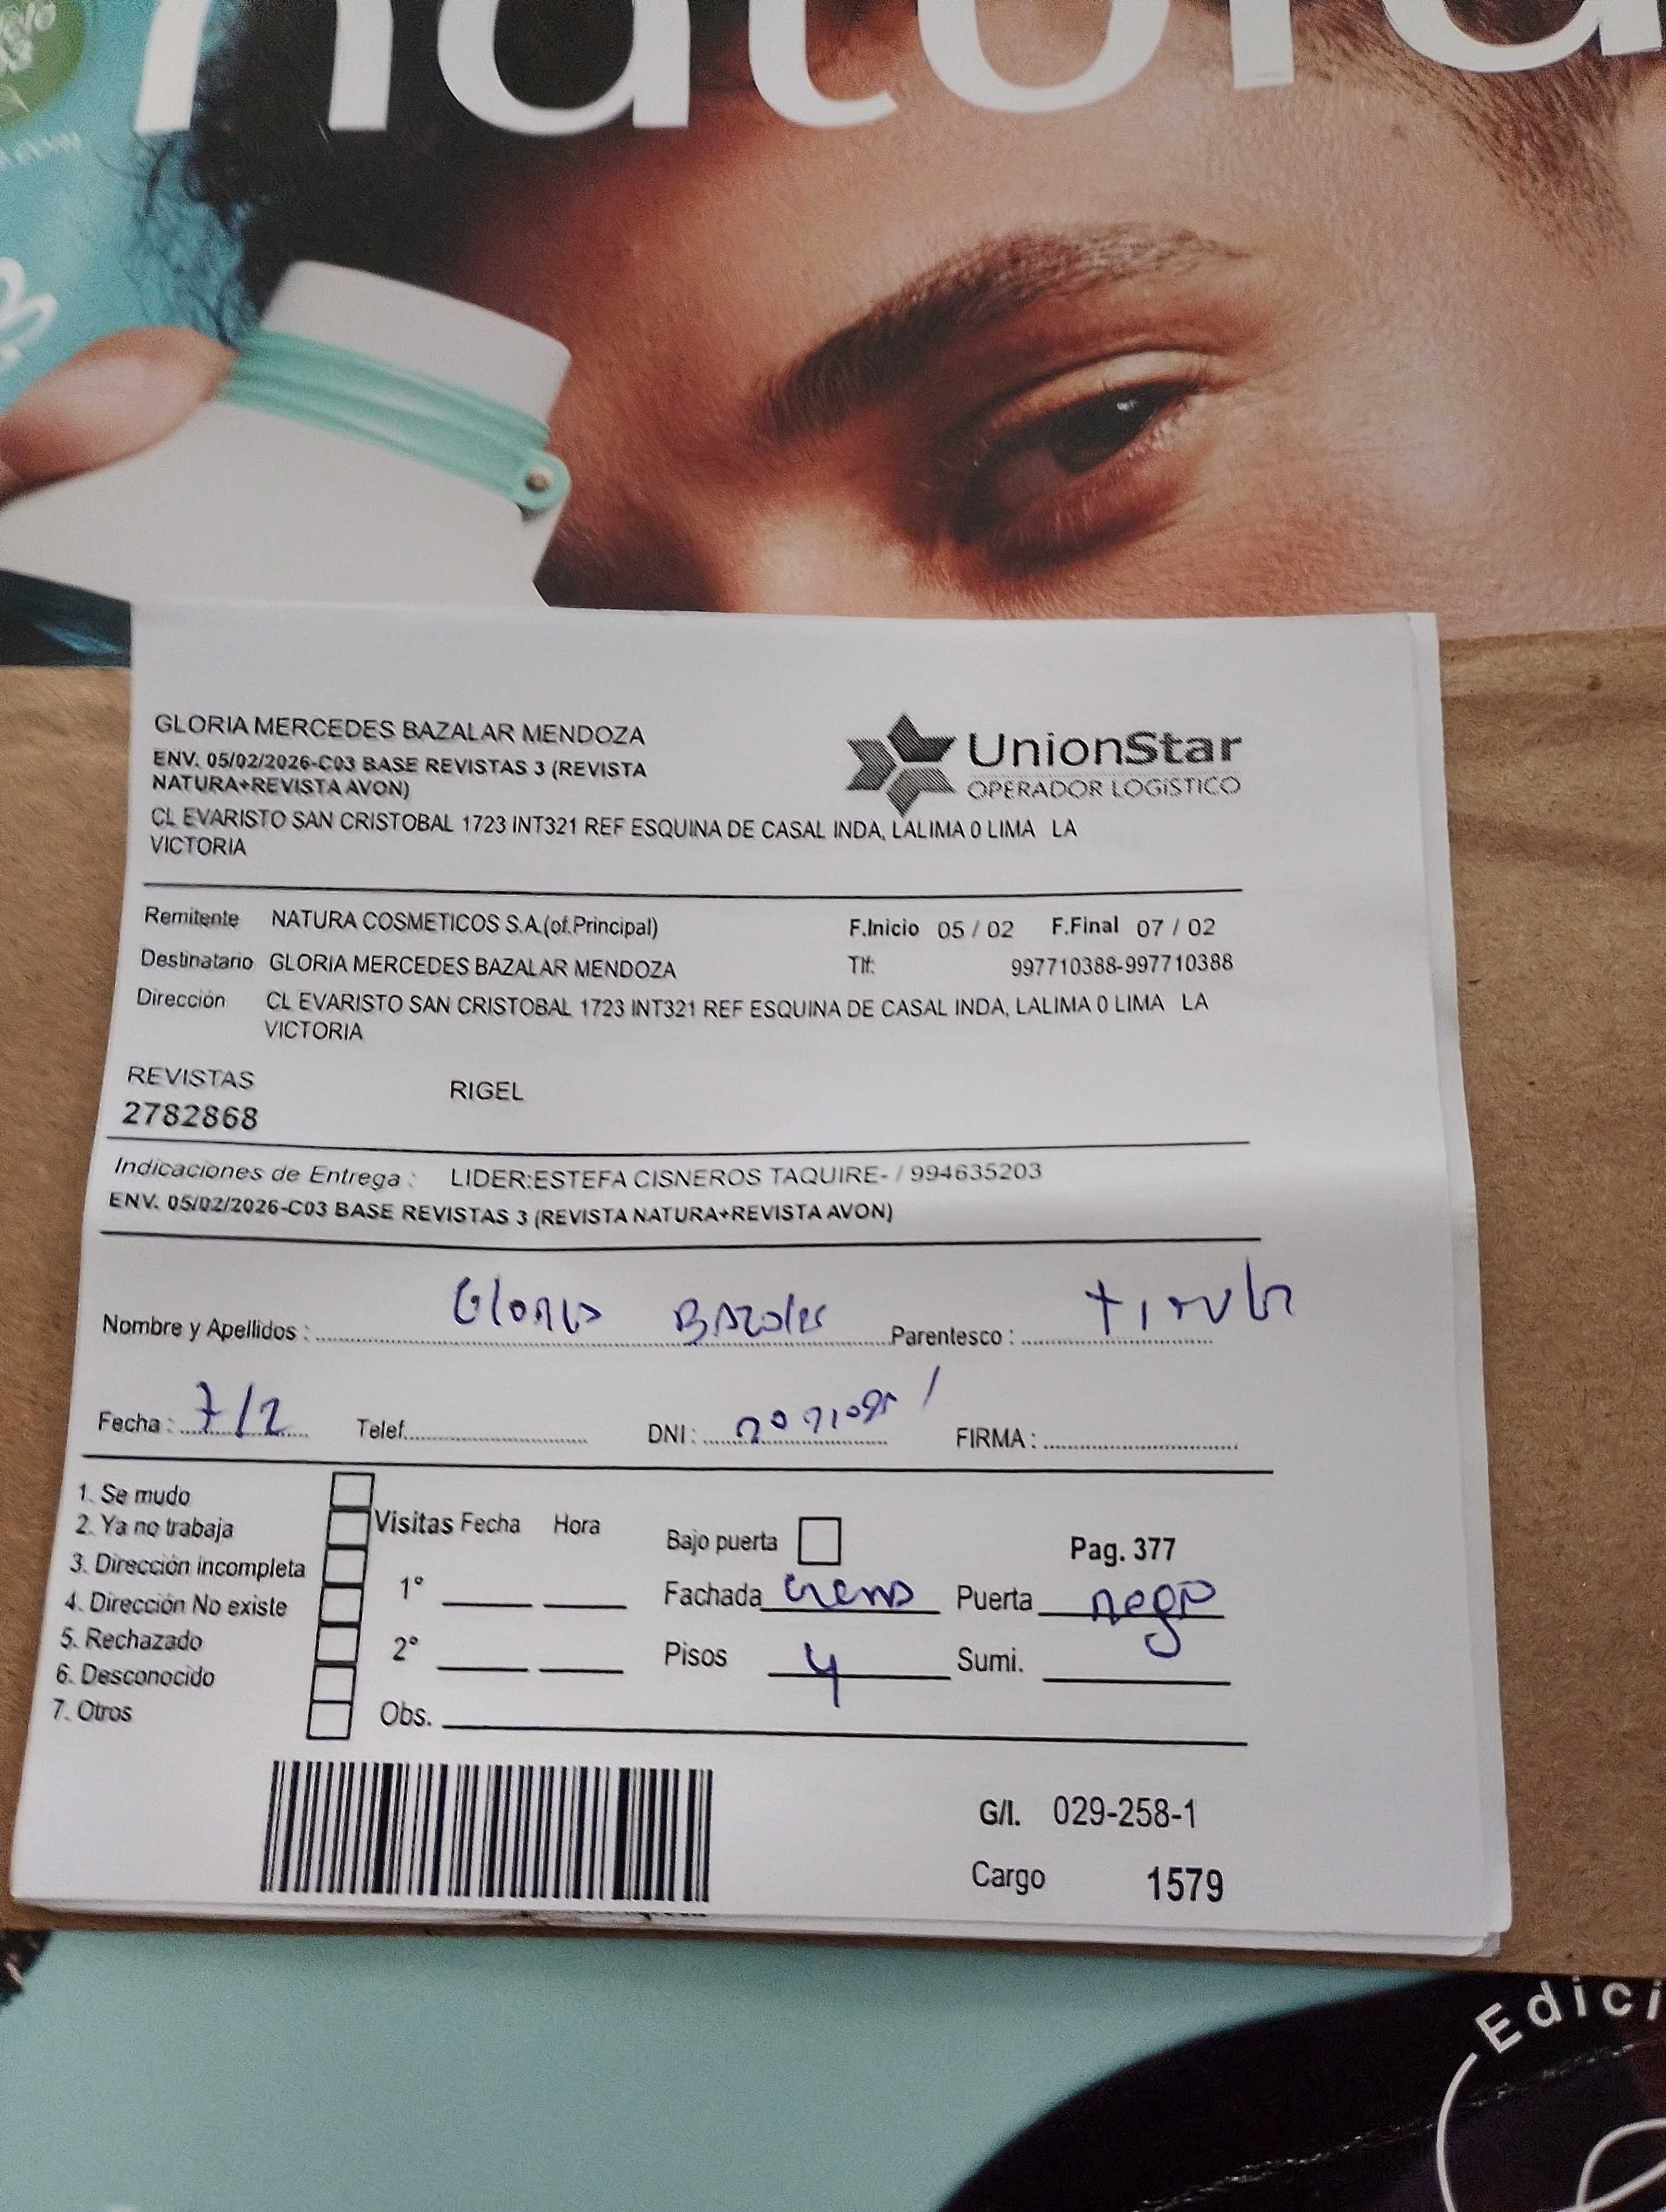 natura
GLORIA MERCEDES BAZALAR MENDOZA
ENV. 05/02/2026-C03 BASE REVISTAS 3 (REVISTA
NATURA+REVISTA AVON)
CL EVARISTO SAN CRISTOBAL 1723 INT321 REF ESQUINA DE CASAL INDA, LALIMA 0 LIMA LA
VICTORIA
UnionStar
OPERADOR LOGÍSTICO
Remitente NATURA COSMETICOS S.A.(of.Principal) F.Inicio 05 / 02 F.Final 07 / 02
Destinatario GLORIA MERCEDES BAZALAR MENDOZA Tlf: 997710388-997710388
Dirección CL EVARISTO SAN CRISTOBAL 1723 INT321 REF ESQUINA DE CASAL INDA, LALIMA 0 LIMA LA
VICTORIA
REVISTAS RIGEL
2782868
Indicaciones de Entrega : LIDER:ESTEFA CISNEROS TAQUIRE- / 994635203
ENV. 05/02/2026-C03 BASE REVISTAS 3 (REVISTA NATURA+REVISTA AVON)
Nombre y Apellidos : Gloria Bazalar Parentesco :
Fecha : 7/2 Telef. DNI : FIRMA :
1. Se mudo
2. Ya no trabaja
3. Dirección incompleta
4. Dirección No existe
5. Rechazado
6. Desconocido
7. Otros
Visitas Fecha Hora
1°
2°
Obs.
Bajo puerta Pag. 377
Fachada crema Puerta negro
Pisos 4 Sumi.
G/I. 029-258-1
Cargo 1579
Edici